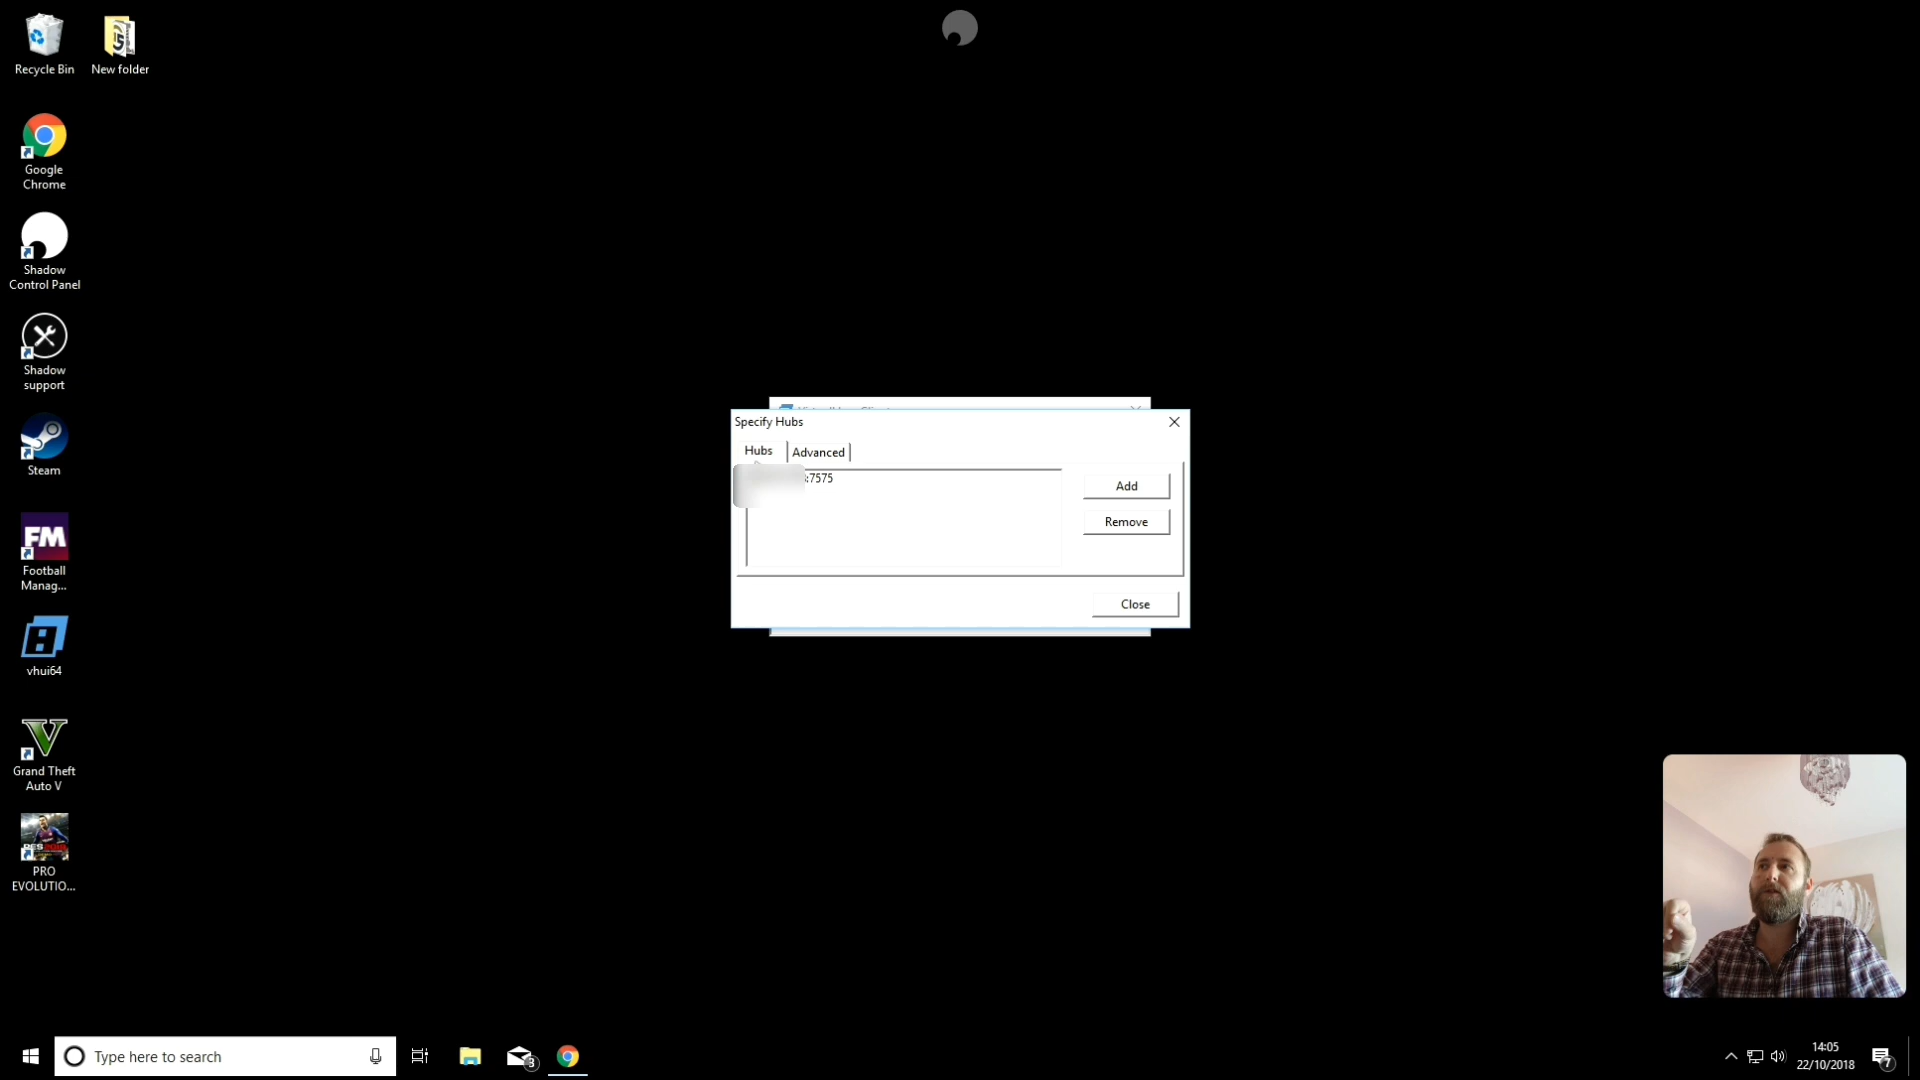 Recycle Bin
New folder
Google
Chrome
Shadow
Control Panel
Shadow
support
Steam
FM
Football
Manag...
vhui64
Grand Theft
Auto V
PRO
EVOLUTIO...
Specify Hubs
Hubs
Advanced
:7575
Add
Remove
Close
Type here to search
3
14:05
22/10/2018
7